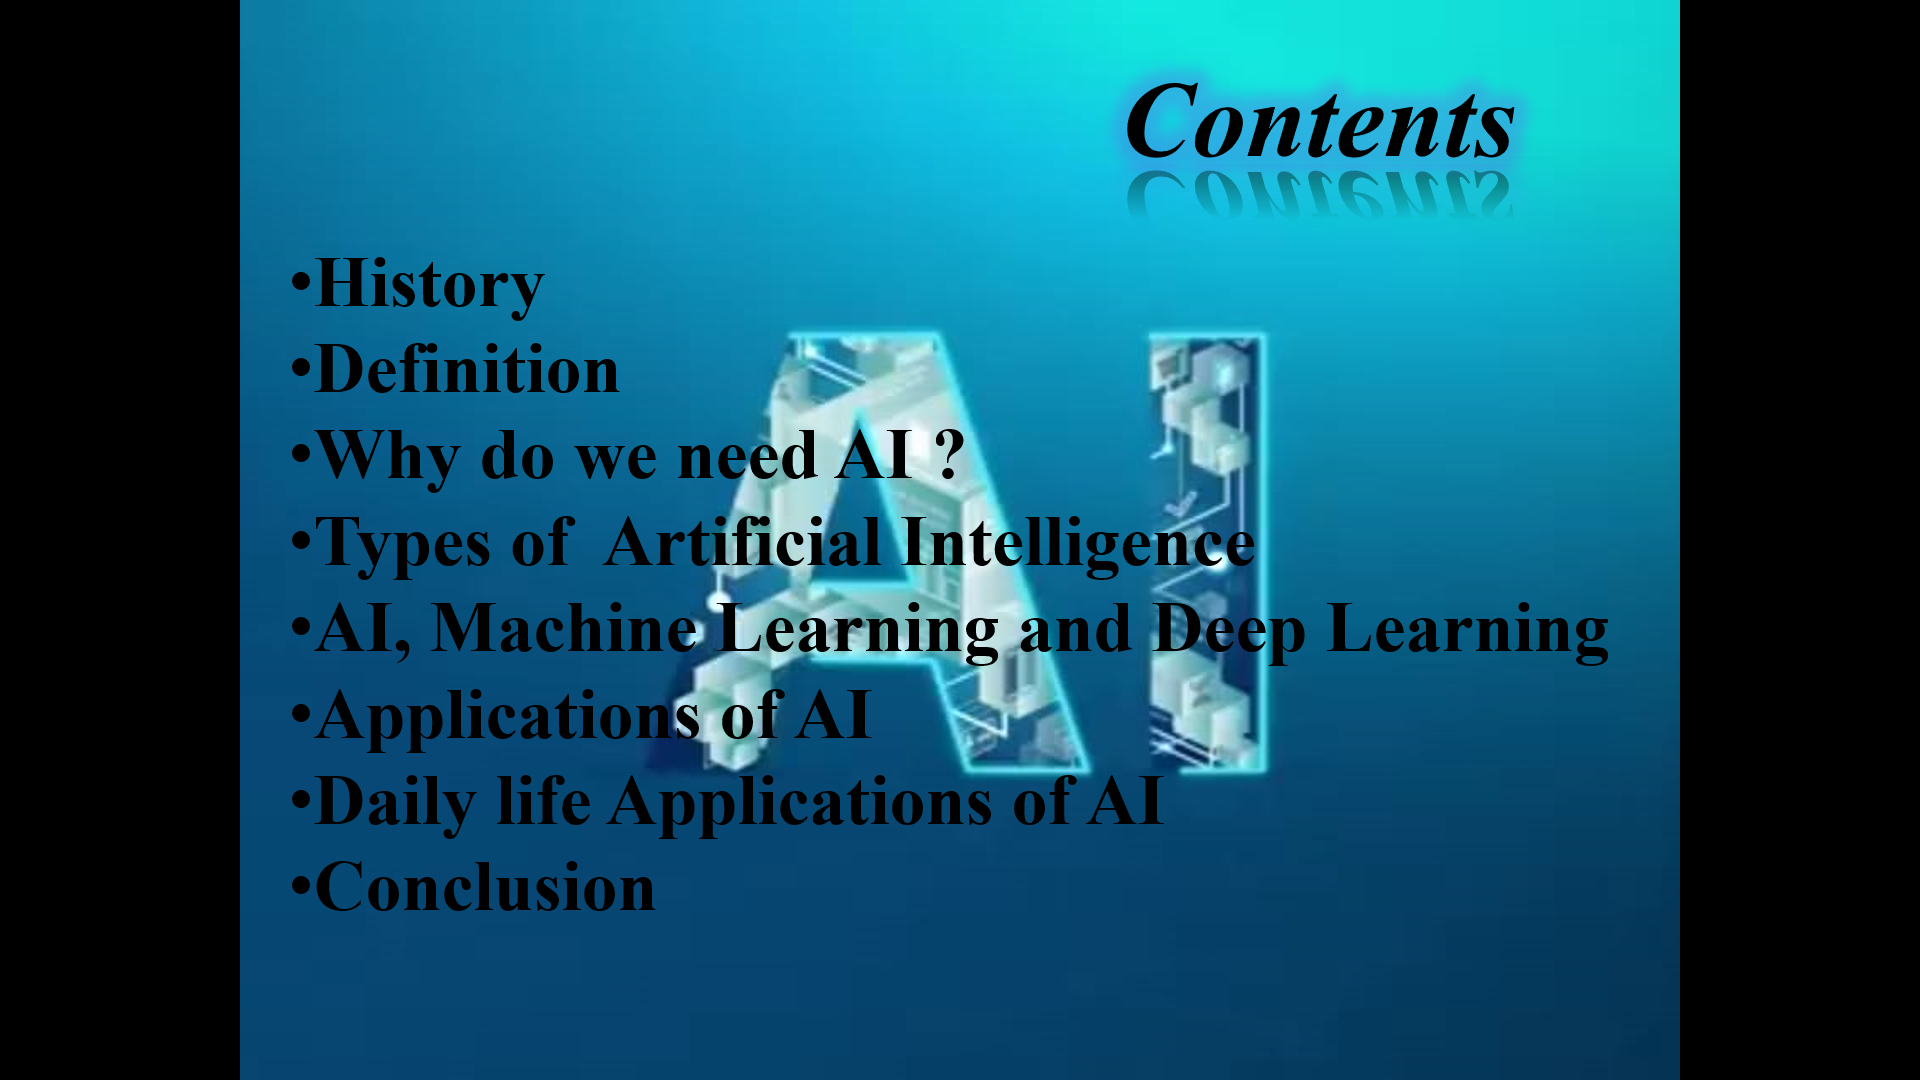 Contents
•History
•Definition
•Why do we need AI ?
•Types of  Artificial Intelligence
•AI, Machine Learning and Deep Learning
•Applications of AI
•Daily life Applications of AI
•Conclusion
AI